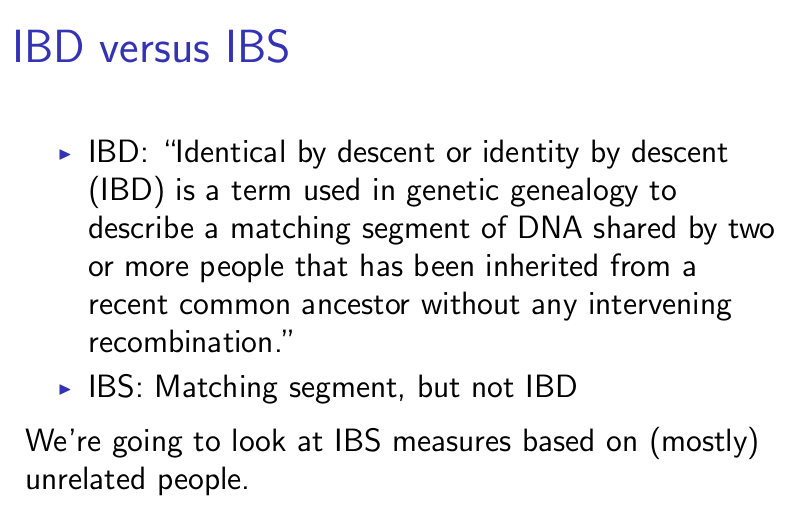 IBD versus IBS
▶ IBD: “Identical by descent or identity by descent
(IBD) is a term used in genetic genealogy to
describe a matching segment of DNA shared by two
or more people that has been inherited from a
recent common ancestor without any intervening
recombination.”
▶ IBS: Matching segment, but not IBD
We’re going to look at IBS measures based on (mostly)
unrelated people.